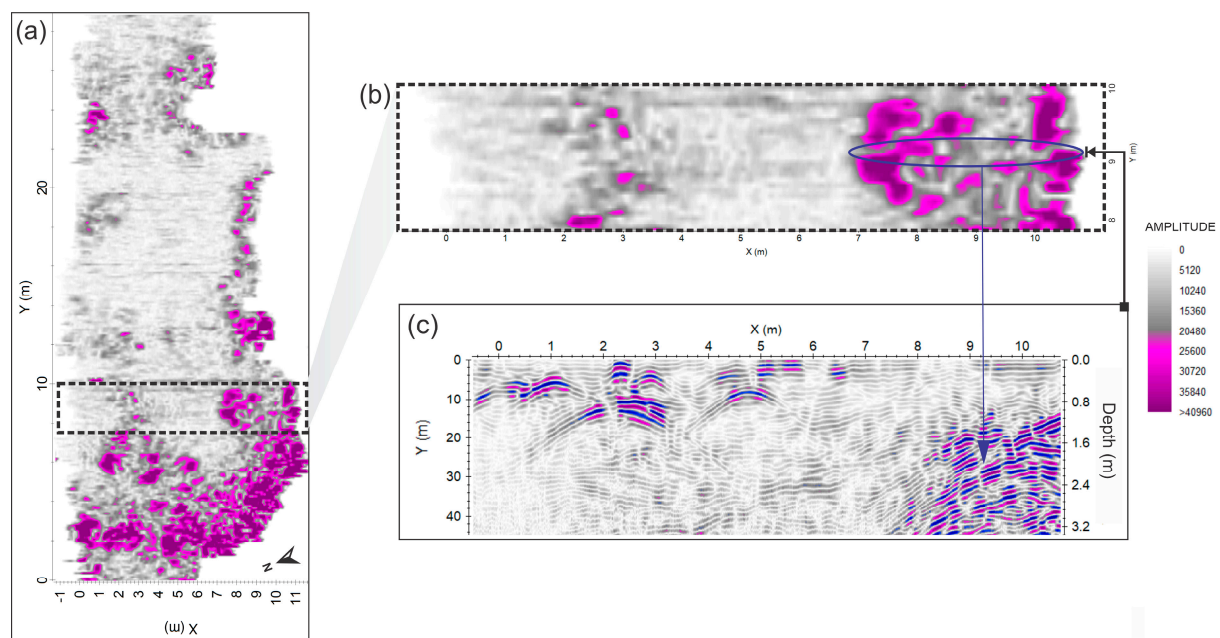 (a)
Y (m)
20
10
0
-1 0 1 2 3 4 5 6 7 8 9 10 11
X (m)
N
(b)
10
9
8
Y (m)
0 1 2 3 4 5 6 7 8 9 10
X (m)
AMPLITUDE
0
5120
10240
15360
20480
25600
30720
35840
>40960
(c)
X (m)
0 1 2 3 4 5 6 7 8 9 10
0
10
20
30
40
Y (m)
0.0
0.8
1.6
2.4
3.2
Depth (m)